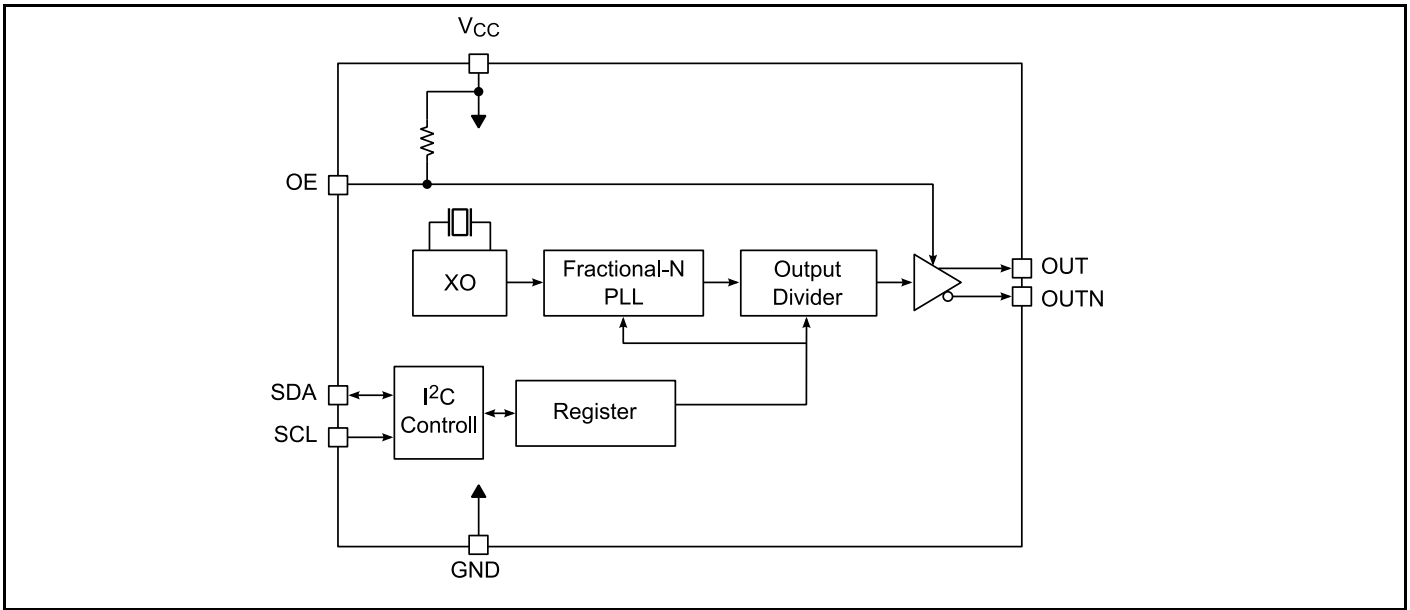 VCC
OE
XO
Fractional-N
PLL
Output
Divider
OUT
OUTN
SDA
SCL
I²C
Controll
Register
GND